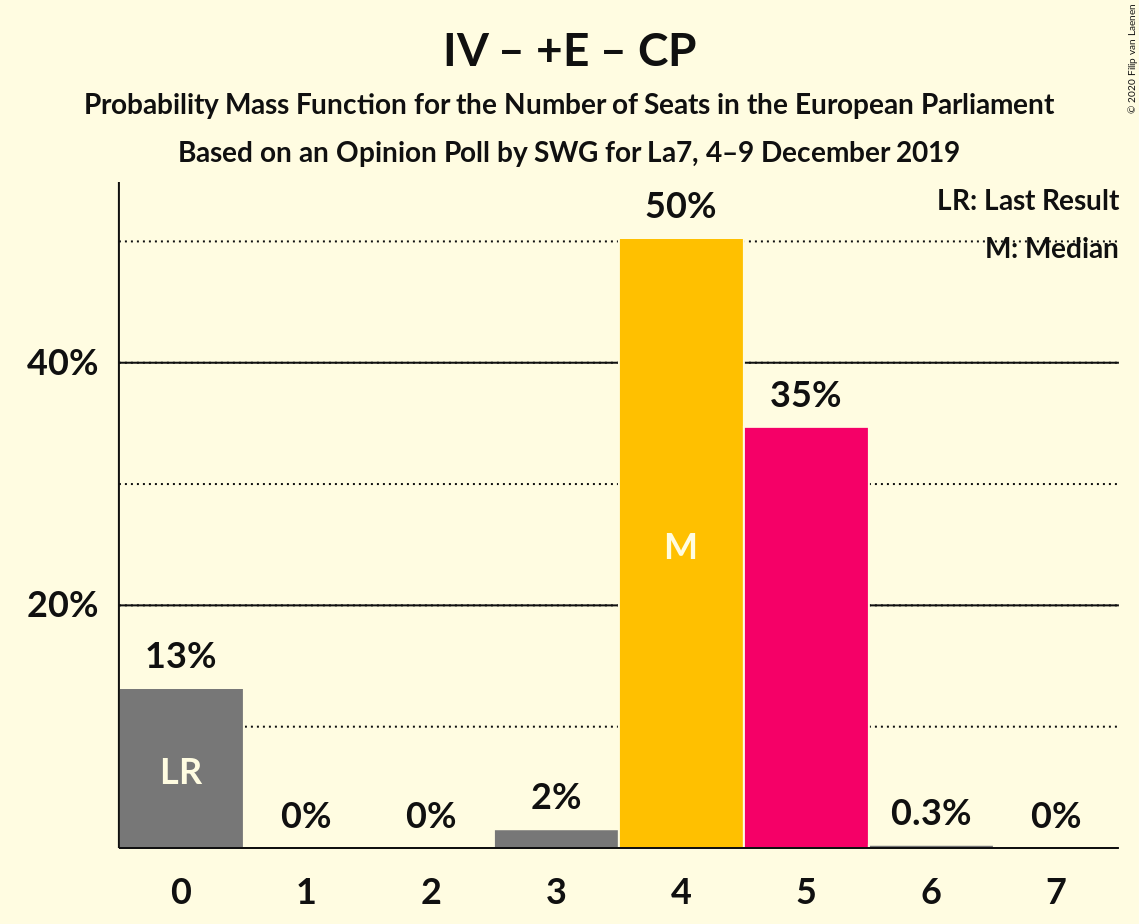 IV – +E – CP
Probability Mass Function for the Number of Seats in the European Parliament
Based on an Opinion Poll by SWG for La7, 4–9 December 2019
© 2020 Filip van Laenen
LR: Last Result
M: Median
50%
40%
35%
M
20%
13%
LR
0%
0%
2%
0.3%
0%
0 1 2 3 4 5 6 7